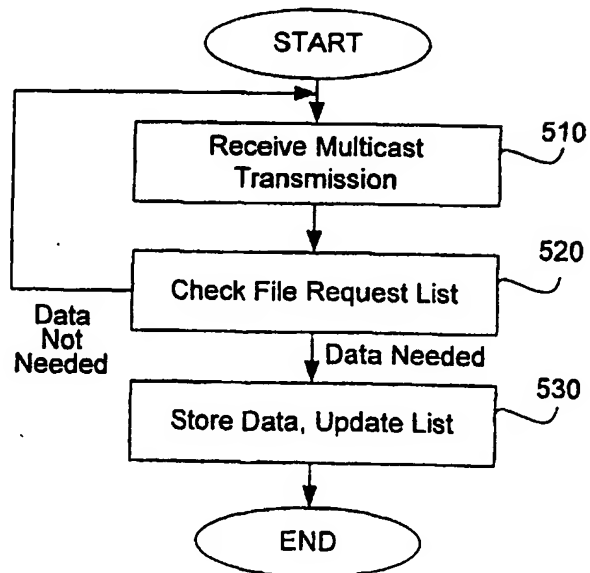 START
Receive Multicast
Transmission
510
Check File Request List
520
Data
Not
Needed
Data Needed
Store Data, Update List
530
END